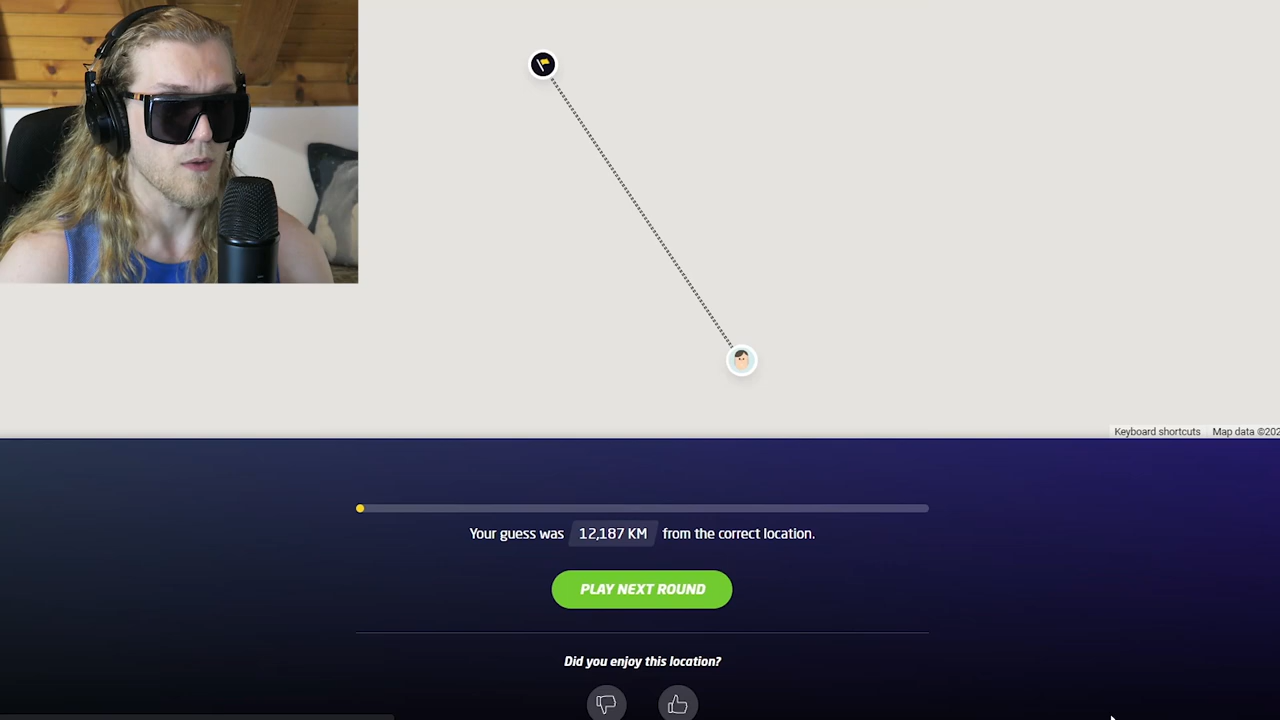 Keyboard shortcuts
Map data ©202
Your guess was 12,187 KM from the correct location.
PLAY NEXT ROUND
Did you enjoy this location?